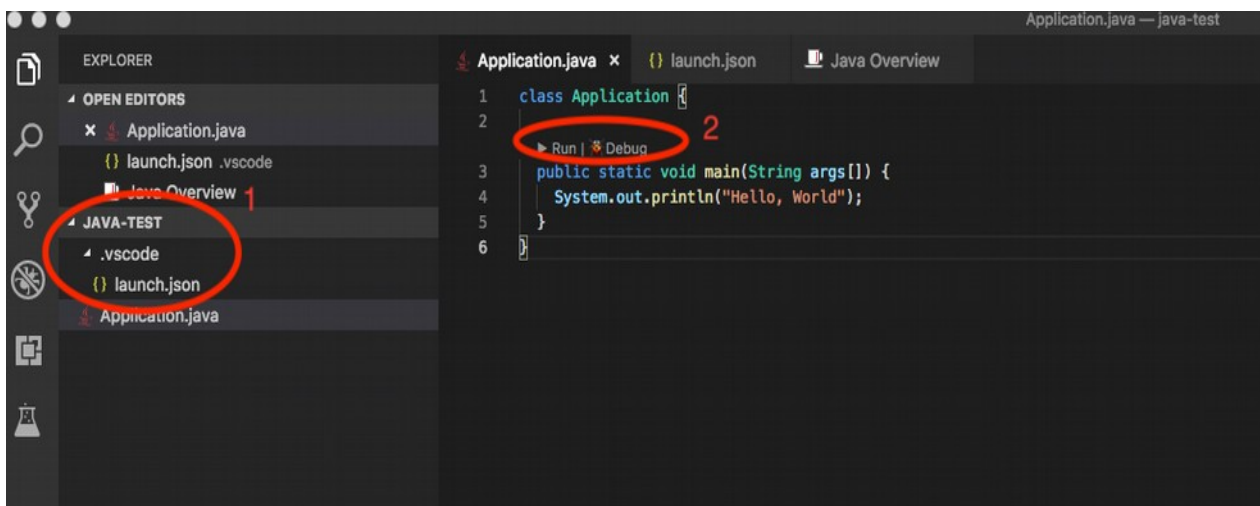 Application.java — java-test
EXPLORER
OPEN EDITORS
Application.java
launch.json .vscode
Java Overview
1
JAVA-TEST
.vscode
{} launch.json
Application.java
Application.java ×
{} launch.json
Java Overview
1 class Application {
2
Run | Debug
2
3 public static void main(String args[]) {
4 System.out.println("Hello, World");
5 }
6 }